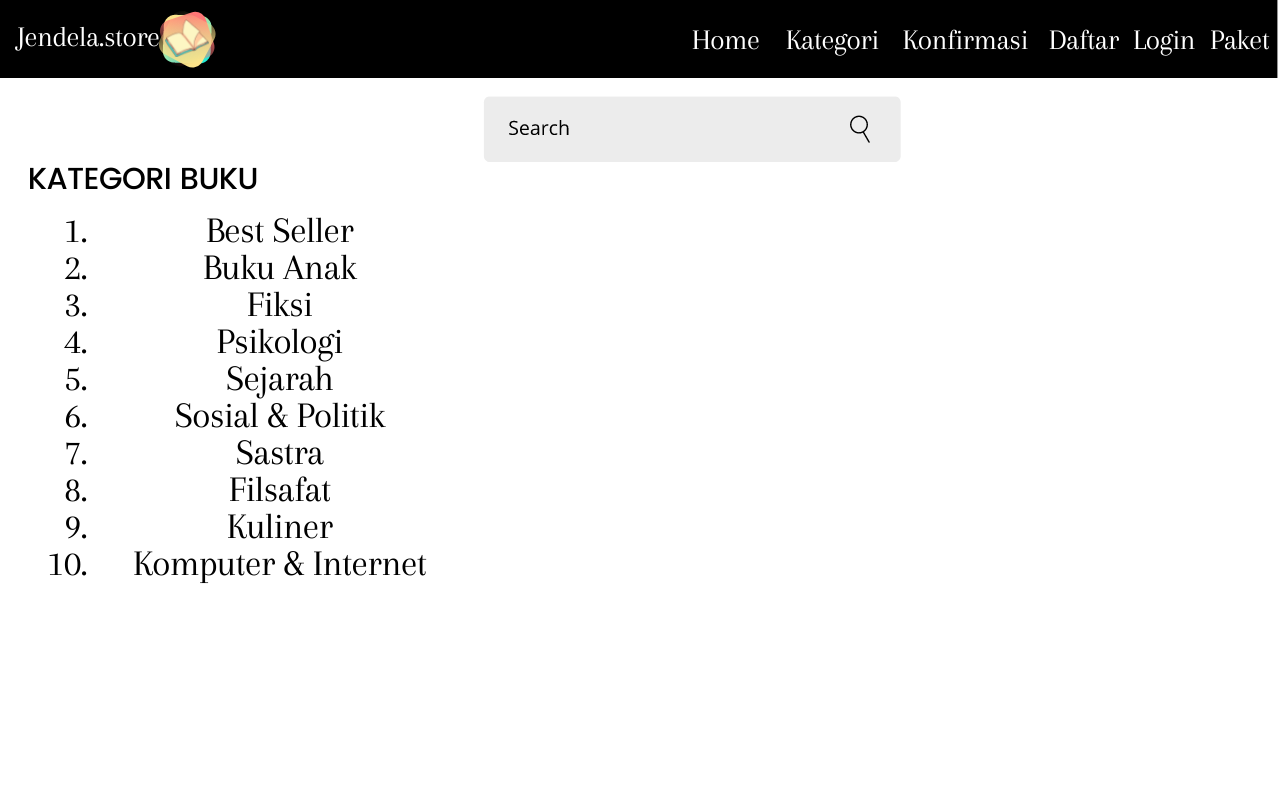 Jendela.store
Home Kategori Konfirmasi Daftar Login Paket
Search
KATEGORI BUKU
1. Best Seller
2. Buku Anak
3. Fiksi
4. Psikologi
5. Sejarah
6. Sosial & Politik
7. Sastra
8. Filsafat
9. Kuliner
10. Komputer & Internet